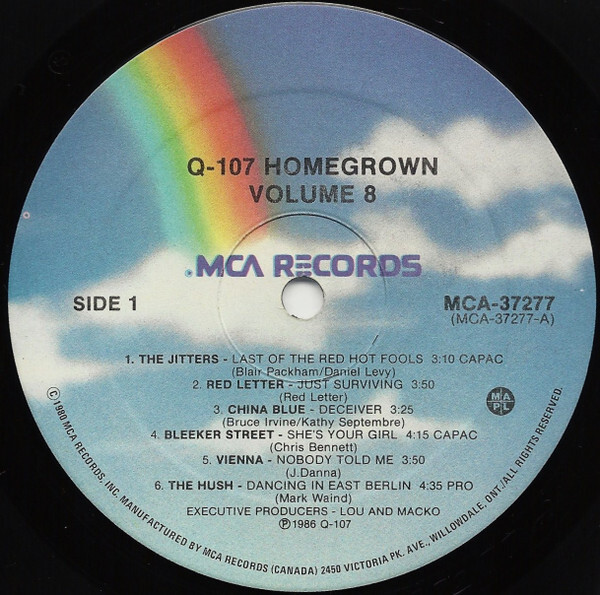 Q-107 HOMEGROWN
VOLUME 8
MCA RECORDS
SIDE 1
MCA-37277
(MCA-37277-A)
1. THE JITTERS - LAST OF THE RED HOT FOOLS 3:10 CAPAC
(Blair Packham/Daniel Levy)
2. RED LETTER - JUST SURVIVING 3:50
(Red Letter)
3. CHINA BLUE - DECEIVER 3:25
(Bruce Irvine/Kathy Septembre)
4. BLEEKER STREET - SHE'S YOUR GIRL 4:15 CAPAC
(Chris Bennett)
5. VIENNA - NOBODY TOLD ME 3:50
(J.Danna)
6. THE HUSH - DANCING IN EAST BERLIN 4:35 PRO
(Mark Waind)
EXECUTIVE PRODUCERS - LOU AND MACKO
Ⓟ1986 Q-107
M A P L
©1980 MCA RECORDS, INC. MANUFACTURED BY MCA RECORDS (CANADA) 2450 VICTORIA PK. AVE., WILLOWDALE, ONT./ALL RIGHTS RESERVED.